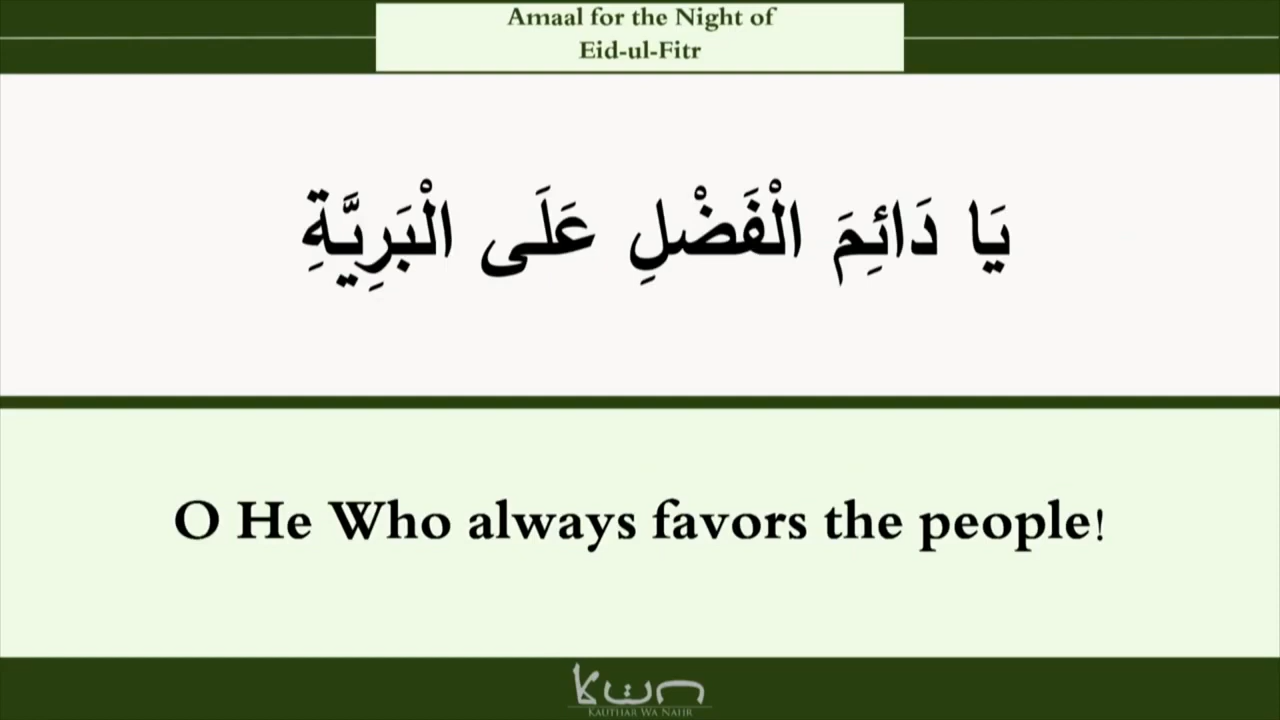 Amaal for the Night of
Eid-ul-Fitr
يَا دَائِمَ الْفَضْلِ عَلَى الْبَرِيَّةِ
O He Who always favors the people!
KAUTHAR WA NAHR